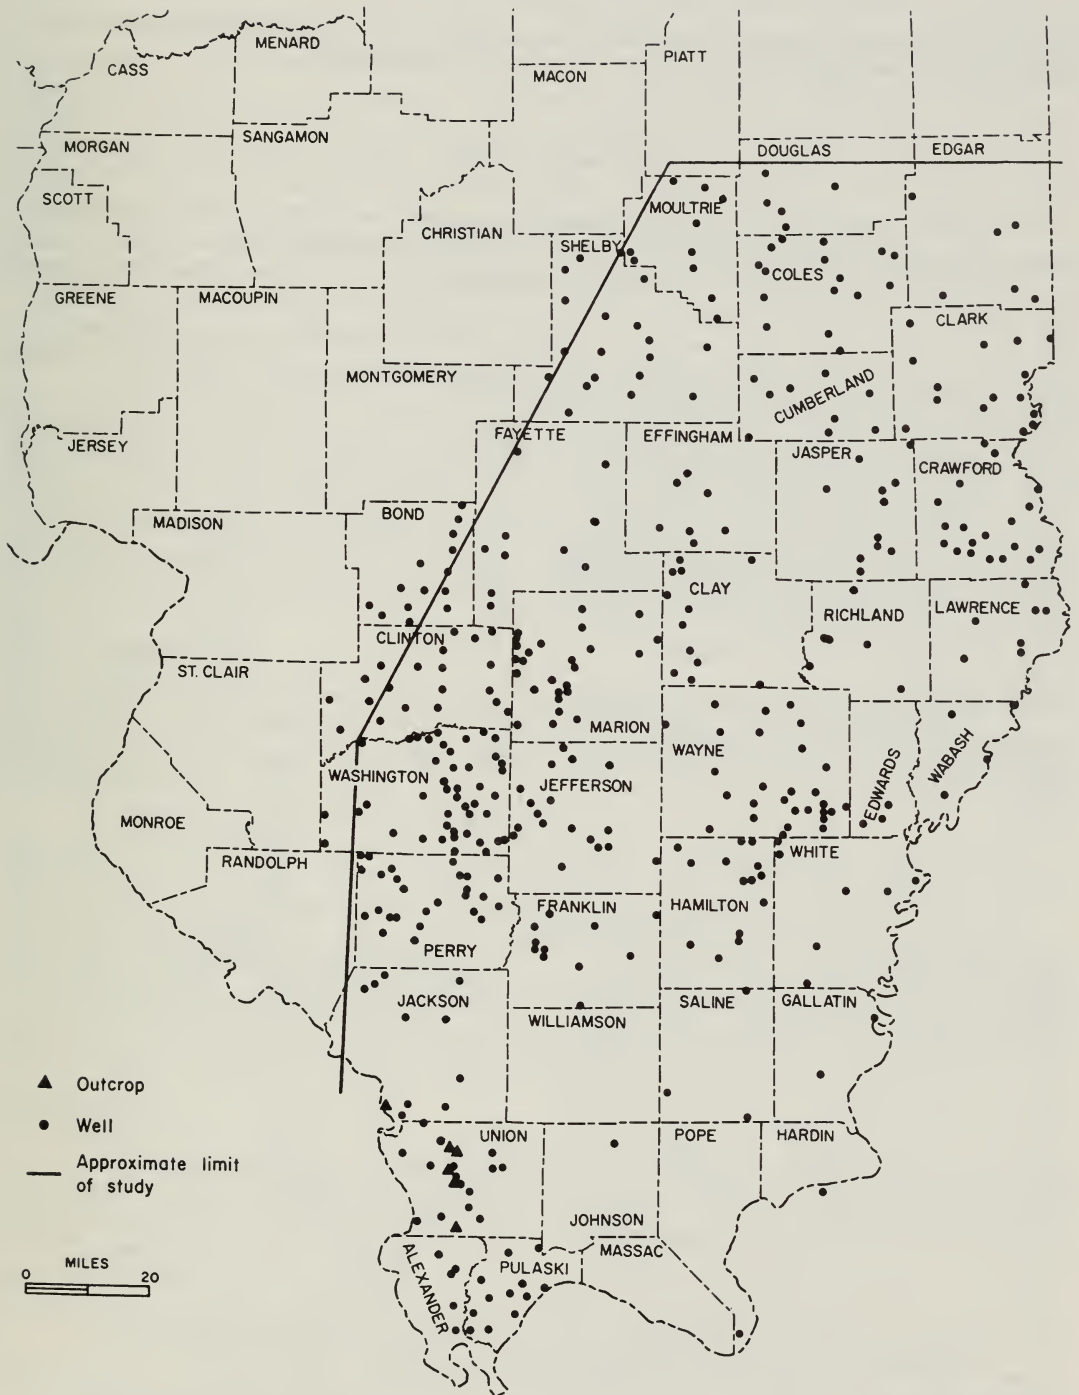 MENARD
CASS
PIATT
MACON
SANGAMON
MORGAN
DOUGLAS
EDGAR
SCOTT
MOULTRIE
CHRISTIAN
SHELBY
COLES
GREENE
MACOUPIN
CLARK
MONTGOMERY
CUMBERLAND
FAYETTE
EFFINGHAM
JERSEY
JASPER
CRAWFORD
BOND
MADISON
CLAY
RICHLAND
LAWRENCE
CLINTON
ST. CLAIR
MARION
WAYNE
EDWARDS
WABASH
WASHINGTON
JEFFERSON
MONROE
WHITE
RANDOLPH
FRANKLIN
HAMILTON
PERRY
JACKSON
SALINE
GALLATIN
WILLIAMSON
Outcrop
Well
UNION
POPE
HARDIN
Approximate limit
of study
JOHNSON
MASSAC
ALEXANDER
PULASKI
MILES
0 20